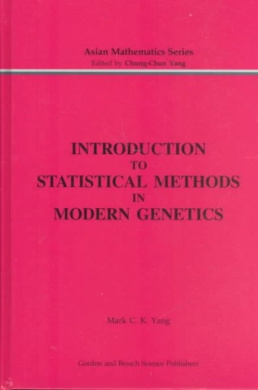 Asian Mathematics Series
Edited by Chung-Chun Yang
INTRODUCTION
TO
STATISTICAL METHODS
IN
MODERN GENETICS
Mark C. K. Yang
Gordon and Breach Science Publishers